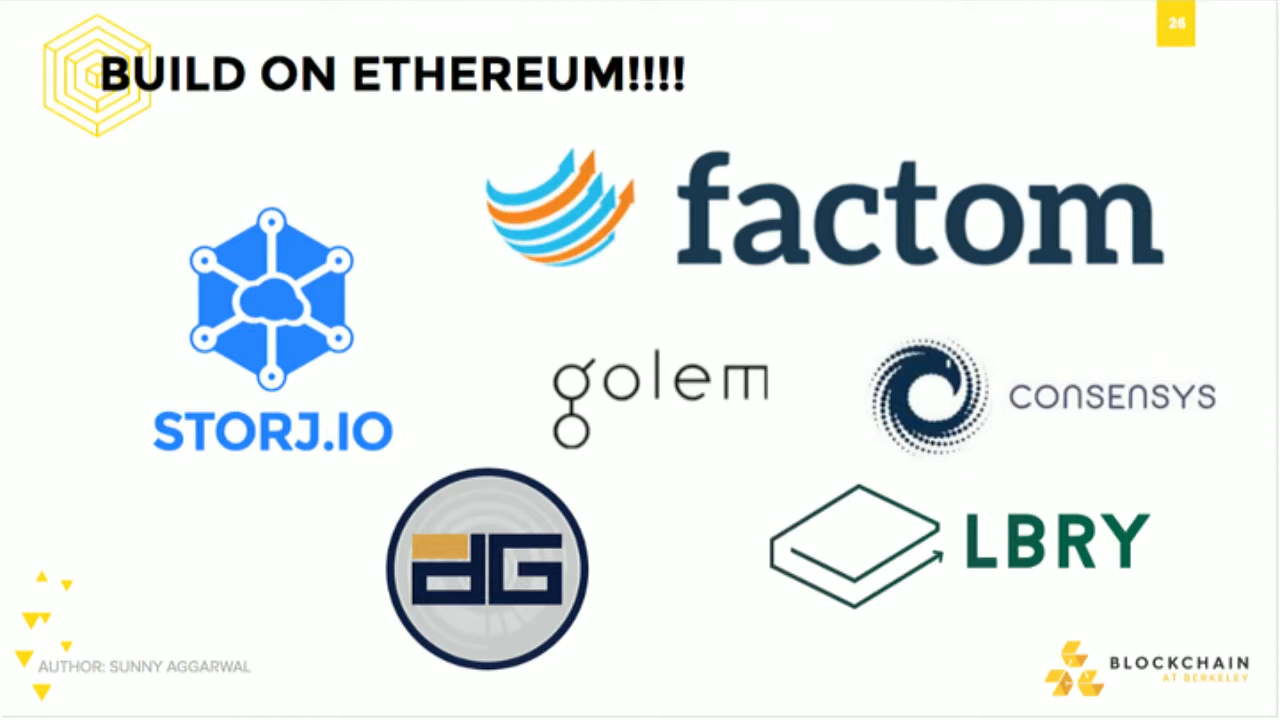 26
BUILD ON ETHEREUM!!!!
factom
STORJ.IO
golem
CONSENSYS
DG
LBRY
AUTHOR: SUNNY AGGARWAL
BLOCKCHAIN
AT BERKELEY